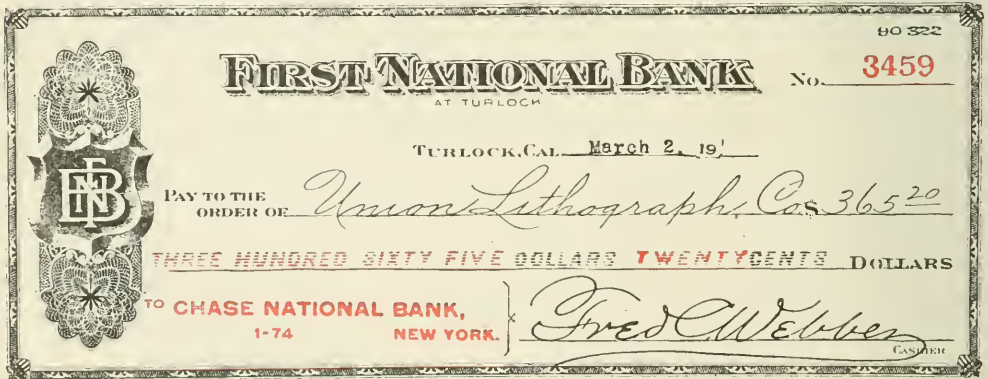 90 322
FIRST NATIONAL BANK No. 3459
AT TURLOCK
TURLOCK, CAL. March 2, 19'
FNB
PAY TO THE
ORDER OF Union Lithograph. Co $ 365 20
THREE HUNDRED SIXTY FIVE DOLLARS TWENTY CENTS DOLLARS
TO CHASE NATIONAL BANK,
1-74 NEW YORK.
Fred C Webber
CASHIER